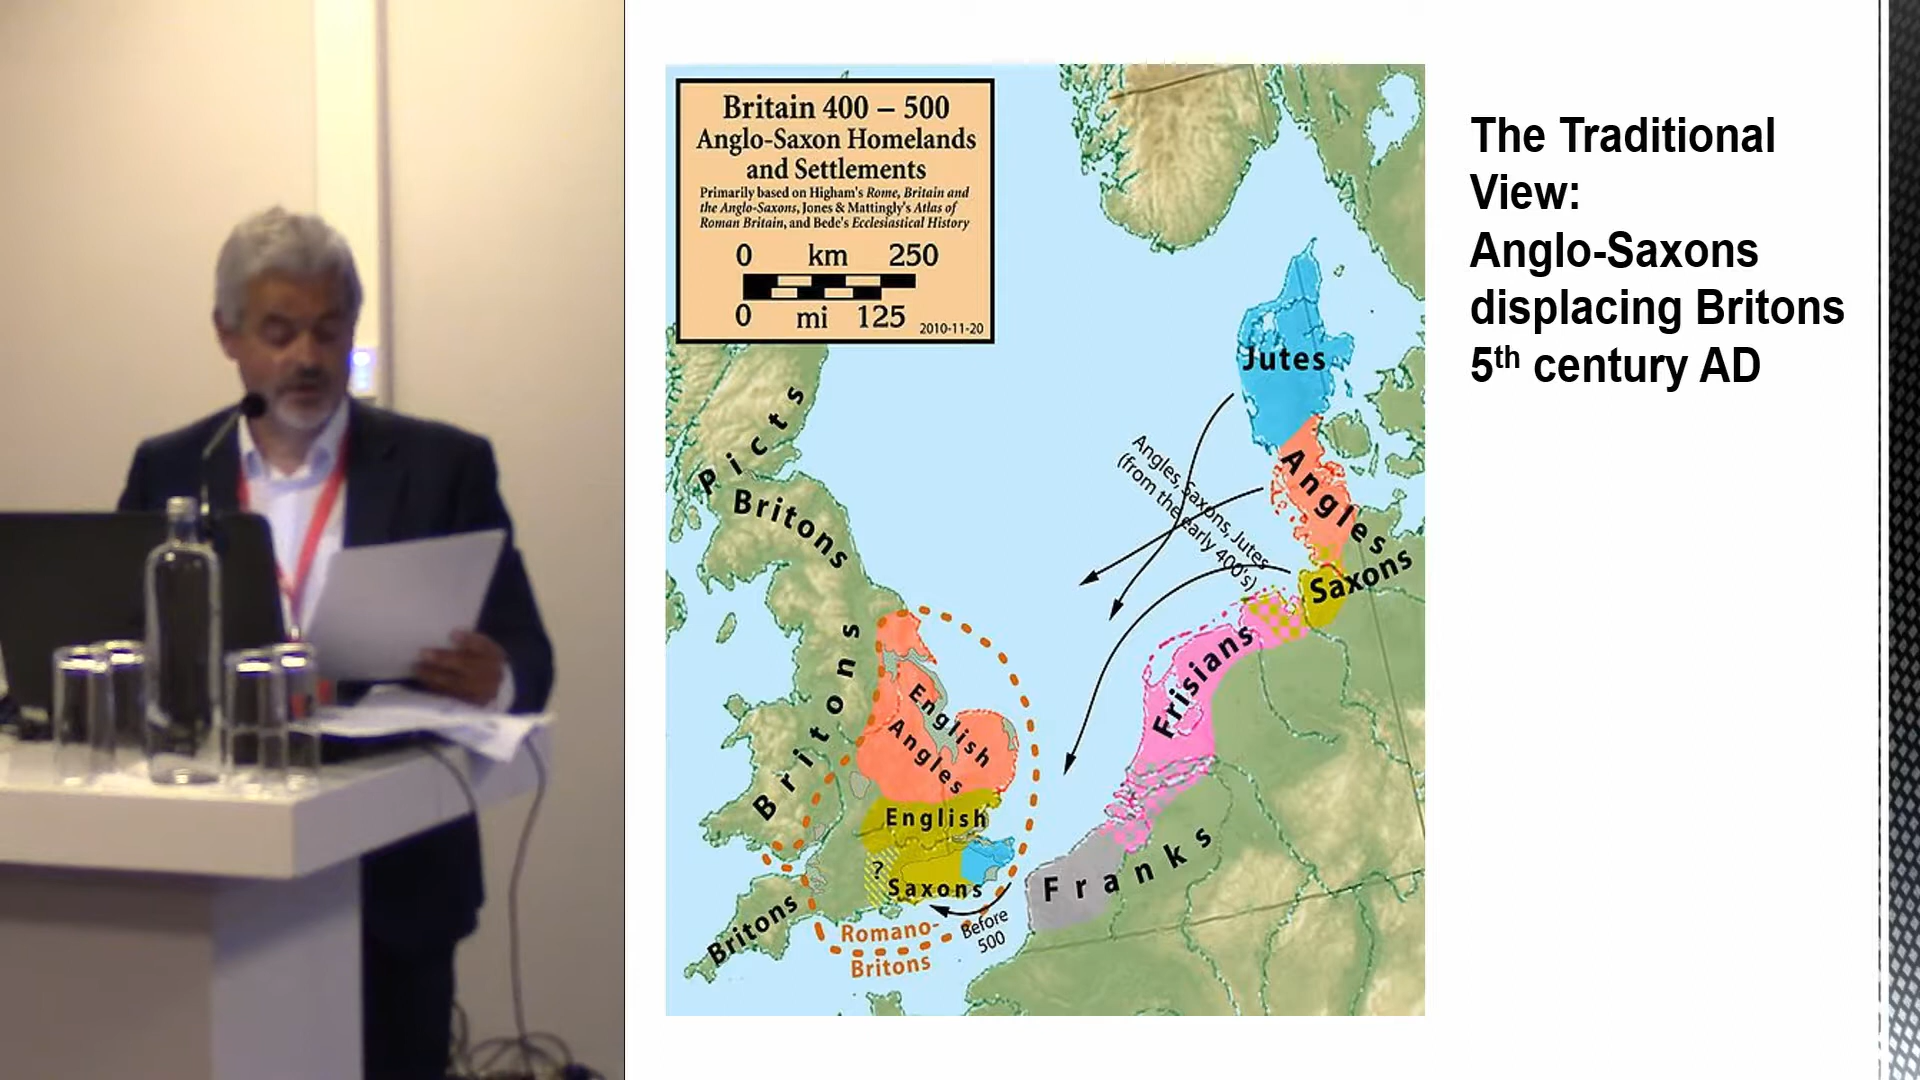 Britain 400 – 500
Anglo-Saxon Homelands
and Settlements
Primarily based on Higham's Rome, Britain and
the Anglo-Saxons, Jones & Mattingly's Atlas of
Roman Britain, and Bede's Ecclesiastical History
0 km 250
0 mi 125
2010-11-20
The Traditional
View:
Anglo-Saxons
displacing Britons
5th century AD
Jutes
Picts
Angles, Saxons, Jutes
(from the early 400's)
Angles
Britons
Saxons
Britons
Frisians
English
Angles
English
?
Saxons
Franks
Britons
Before
500
Romano-
Britons